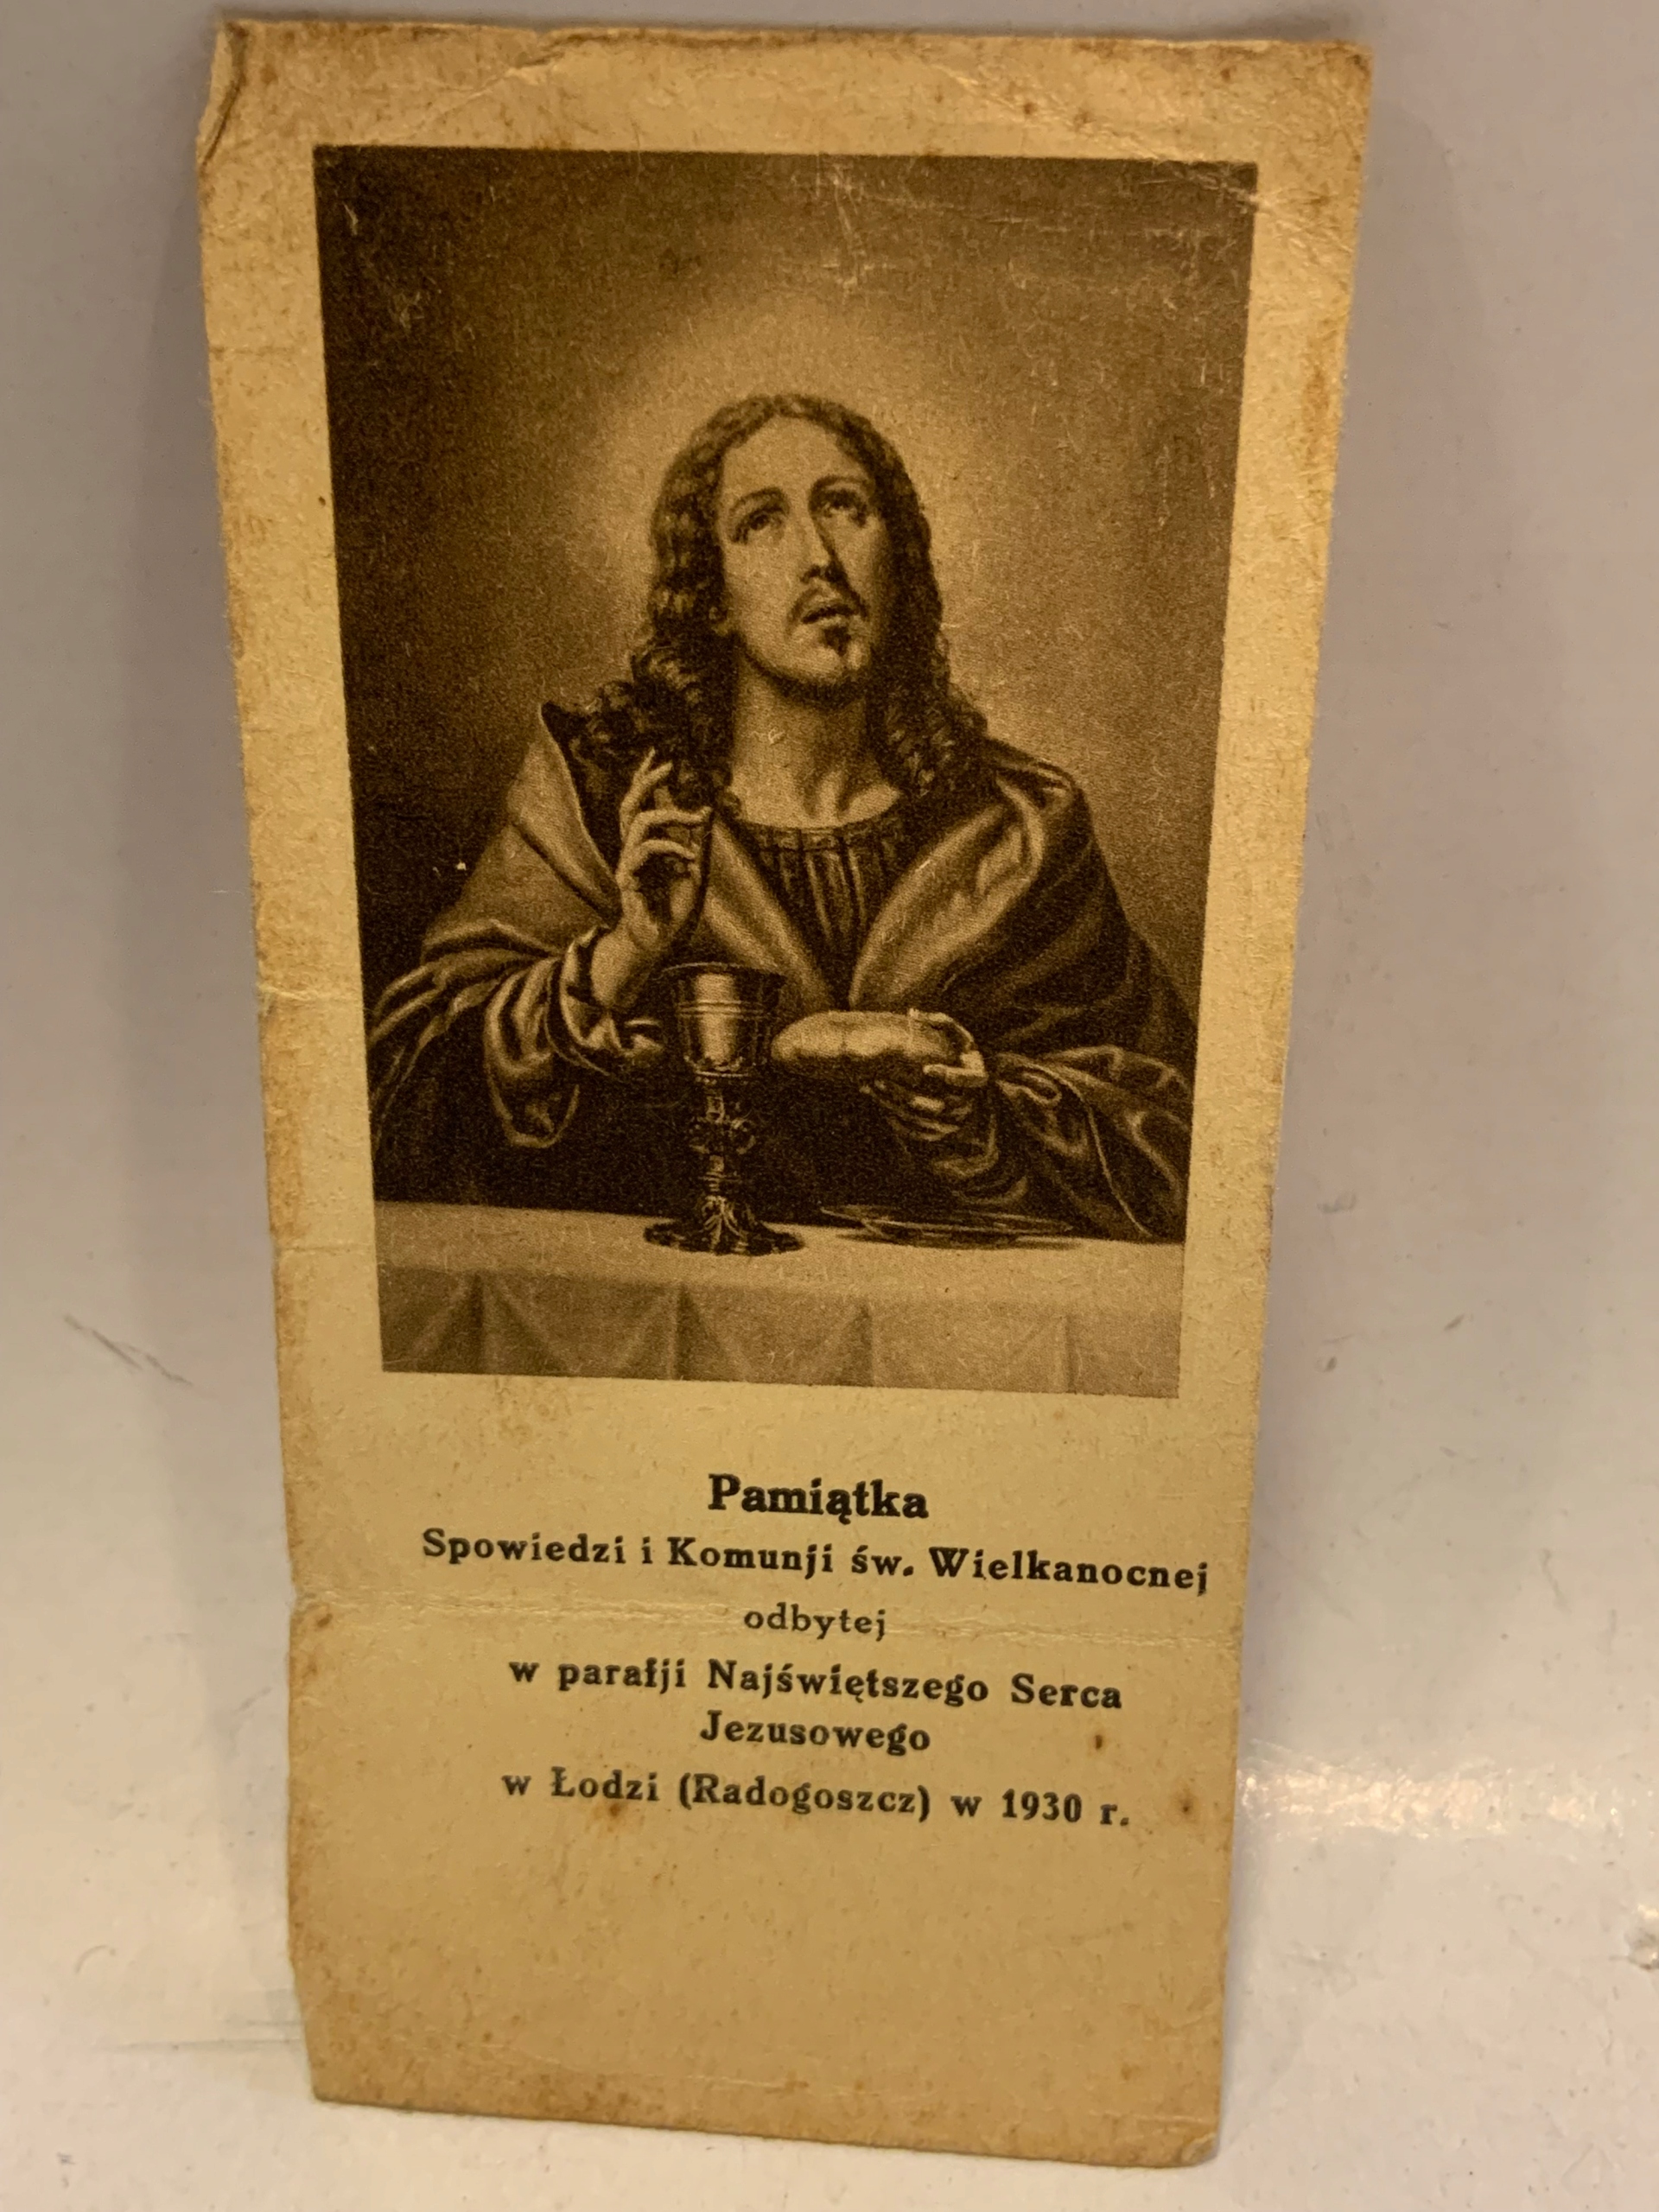 Pamiątka
Spowiedzi i Komunji św. Wielkanocnej
odbytej
w parafji Najświętszego Serca
Jezusowego
w Łodzi (Radogoszcz) w 1930 r.